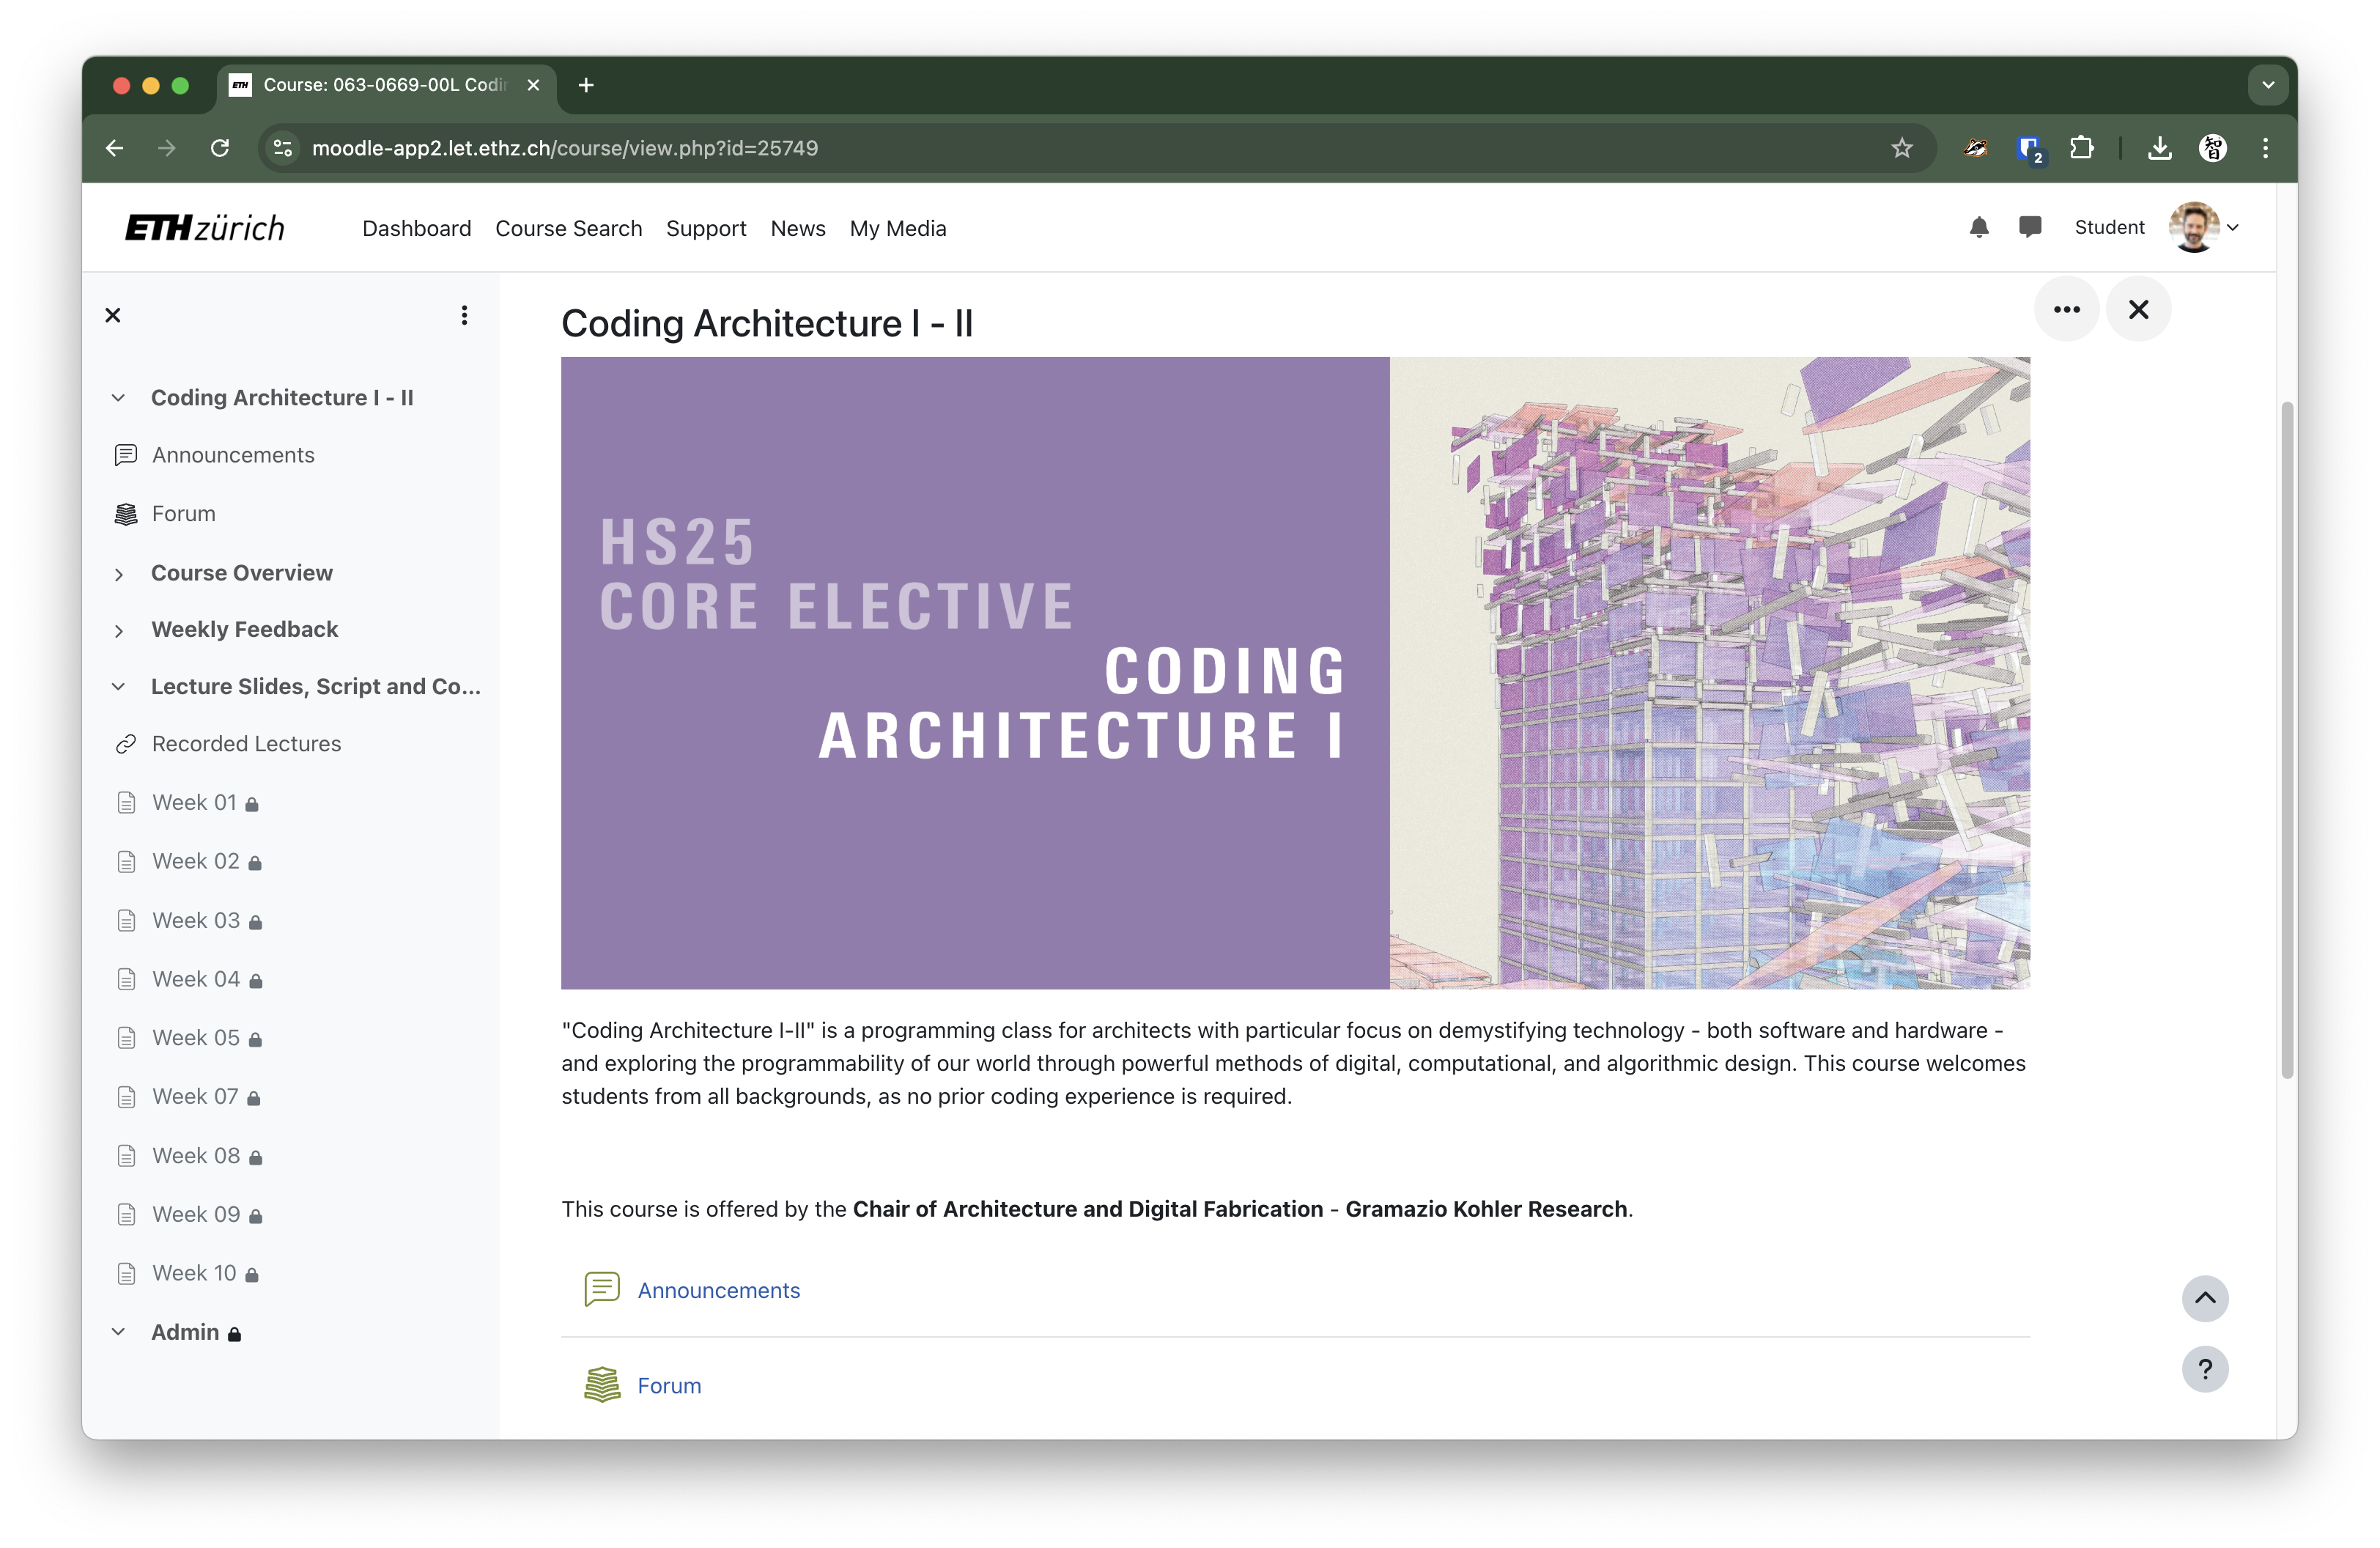 ETH Course: 063-0669-00L Codin
moodle-app2.let.ethz.ch/course/view.php?id=25749
2
智
ETH zürich
Dashboard Course Search Support News My Media
Student
Coding Architecture I - II
Announcements
Forum
Course Overview
Weekly Feedback
Lecture Slides, Script and Co...
Recorded Lectures
Week 01
Week 02
Week 03
Week 04
Week 05
Week 07
Week 08
Week 09
Week 10
Admin
Coding Architecture I - II
HS25
CORE ELECTIVE
CODING
ARCHITECTURE I
"Coding Architecture I-II" is a programming class for architects with particular focus on demystifying technology - both software and hardware -
and exploring the programmability of our world through powerful methods of digital, computational, and algorithmic design. This course welcomes
students from all backgrounds, as no prior coding experience is required.
This course is offered by the Chair of Architecture and Digital Fabrication - Gramazio Kohler Research.
Announcements
Forum
?